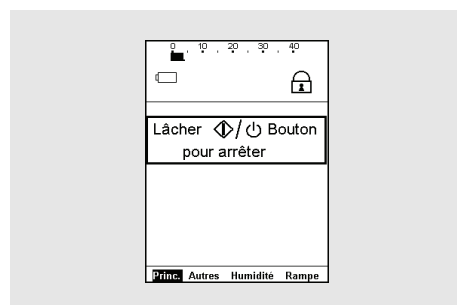 0 . 10 . 20 . 30 . 40
Lâcher / Bouton
pour arrêter
Princ. Autres Humidité Rampe